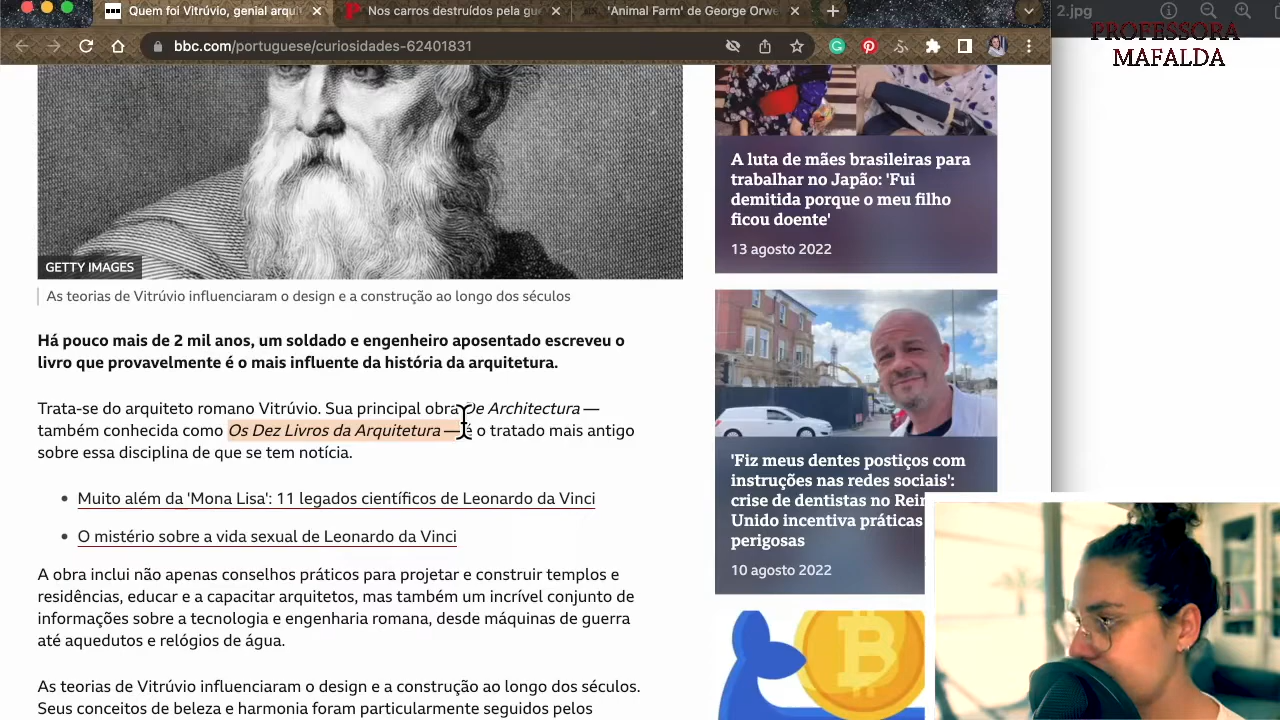 Quem foi Vitrúvio, genial arqui
Nos carros destruídos pela gue
'Animal Farm' de George Orwe
2.jpg
bbc.com/portuguese/curiosidades-62401831
PROFESSORA
MAFALDA
GETTY IMAGES
As teorias de Vitrúvio influenciaram o design e a construção ao longo dos séculos
Há pouco mais de 2 mil anos, um soldado e engenheiro aposentado escreveu o
livro que provavelmente é o mais influente da história da arquitetura.
Trata-se do arquiteto romano Vitrúvio. Sua principal obra De Architectura —
também conhecida como Os Dez Livros da Arquitetura — é o tratado mais antigo
sobre essa disciplina de que se tem notícia.
• Muito além da 'Mona Lisa': 11 legados científicos de Leonardo da Vinci
• O mistério sobre a vida sexual de Leonardo da Vinci
A obra inclui não apenas conselhos práticos para projetar e construir templos e
residências, educar e a capacitar arquitetos, mas também um incrível conjunto de
informações sobre a tecnologia e engenharia romana, desde máquinas de guerra
até aquedutos e relógios de água.
As teorias de Vitrúvio influenciaram o design e a construção ao longo dos séculos.
Seus conceitos de beleza e harmonia foram particularmente seguidos pelos
A luta de mães brasileiras para
trabalhar no Japão: 'Fui
demitida porque o meu filho
ficou doente'
13 agosto 2022
'Fiz meus dentes postiços com
instruções nas redes sociais':
crise de dentistas no Rein
Unido incentiva práticas
perigosas
10 agosto 2022